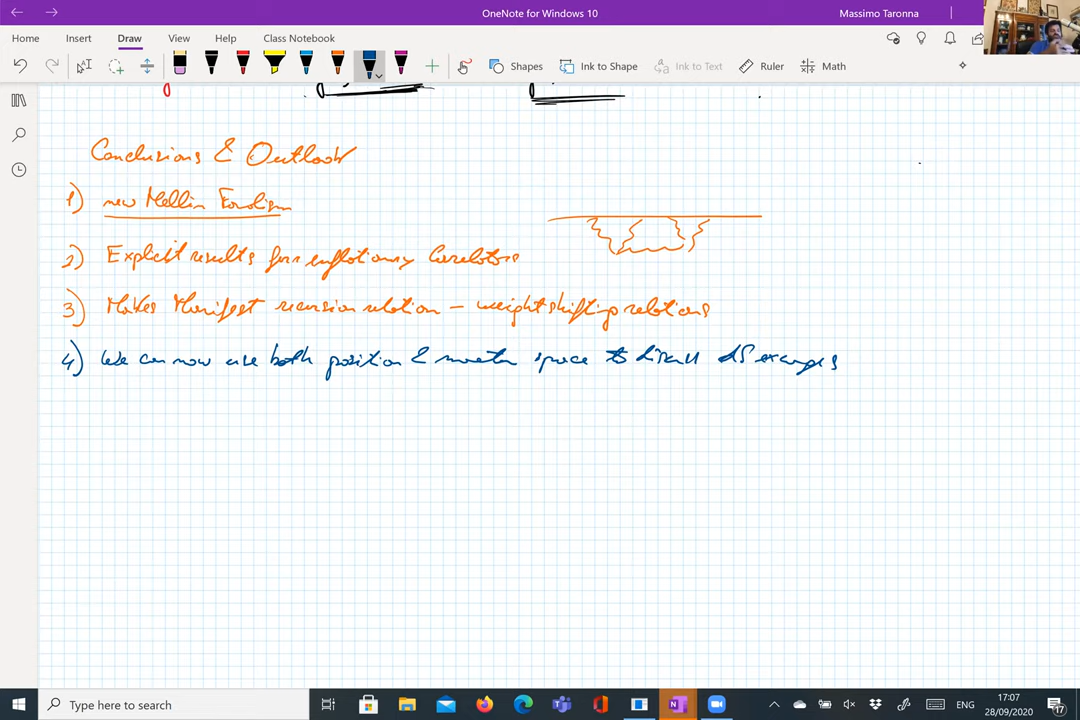 OneNote for Windows 10
Massimo Taronna
Home Insert Draw View Help Class Notebook
Shapes Ink to Shape Ink to Text Ruler Math
Conclusions & Outlook
1) new Mellin Formalism
2) Explicit results for inflationary Correlators
3) Makes Manifest recursion relation - weight shifting relations
4) We can now use both position & momentum space to discuss dS exchanges
Type here to search
ENG
17:07
28/09/2020
17